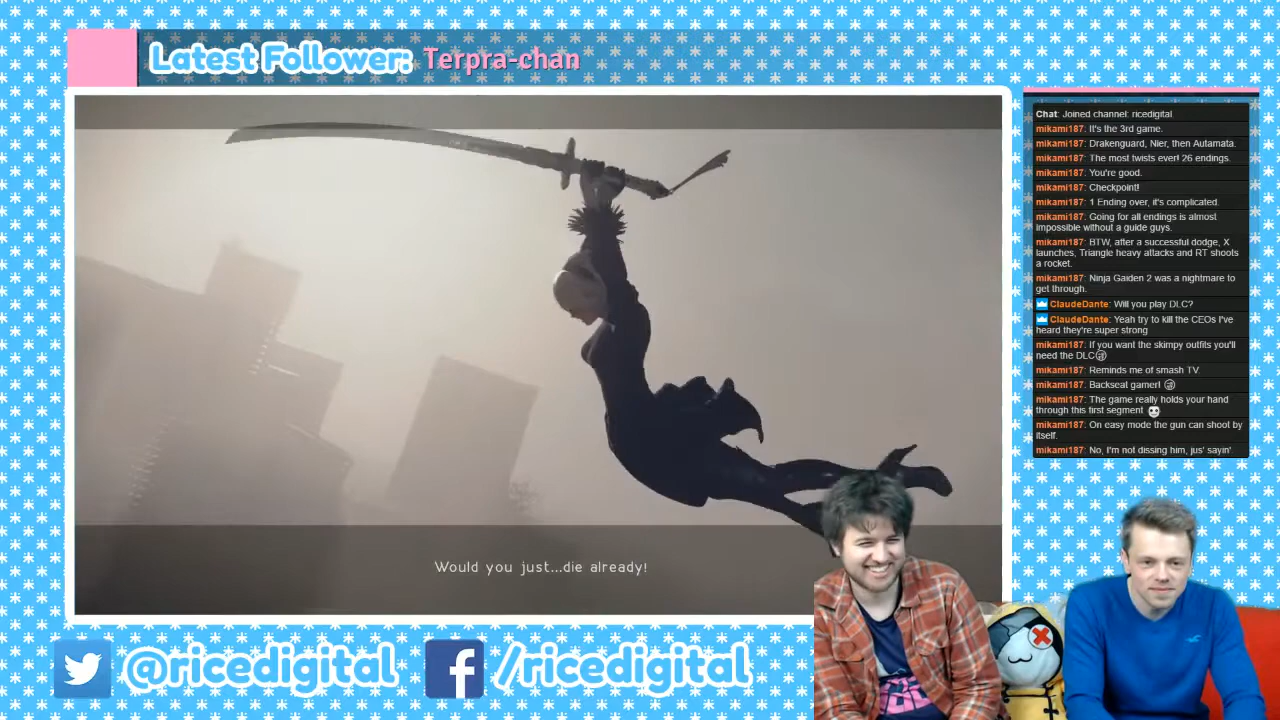 Latest Follower: Terpra-chan
Chat: Joined channel: ricedigital
mikami187: It's the 3rd game.
mikami187: Drakenguard, Nier, then Autamata.
mikami187: The most twists ever! 26 endings.
mikami187: You're good.
mikami187: Checkpoint!
mikami187: 1 Ending over, it's complicated.
mikami187: Going for all endings is almost
impossible without a guide guys.
mikami187: BTW, after a successful dodge, X
launches, Triangle heavy attacks and RT shoots
a rocket.
mikami187: Ninja Gaiden 2 was a nightmare to
get through.
ClaudeDante: Will you play DLC?
ClaudeDante: Yeah try to kill the CEOs I've
heard they're super strong
mikami187: If you want the skimpy outfits you'll
need the DLC
mikami187: Reminds me of smash TV.
mikami187: Backseat gamer!
mikami187: The game really holds your hand
through this first segment
mikami187: On easy mode the gun can shoot by
itself.
mikami187: No, I'm not dissing him, jus' sayin'.
Would you just...die already!
@ricedigital
/ricedigital